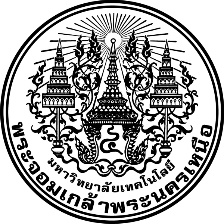 ๔
มหาวิทยาลัยเทคโนโลยี
พระจอมเกล้าพระนครเหนือ